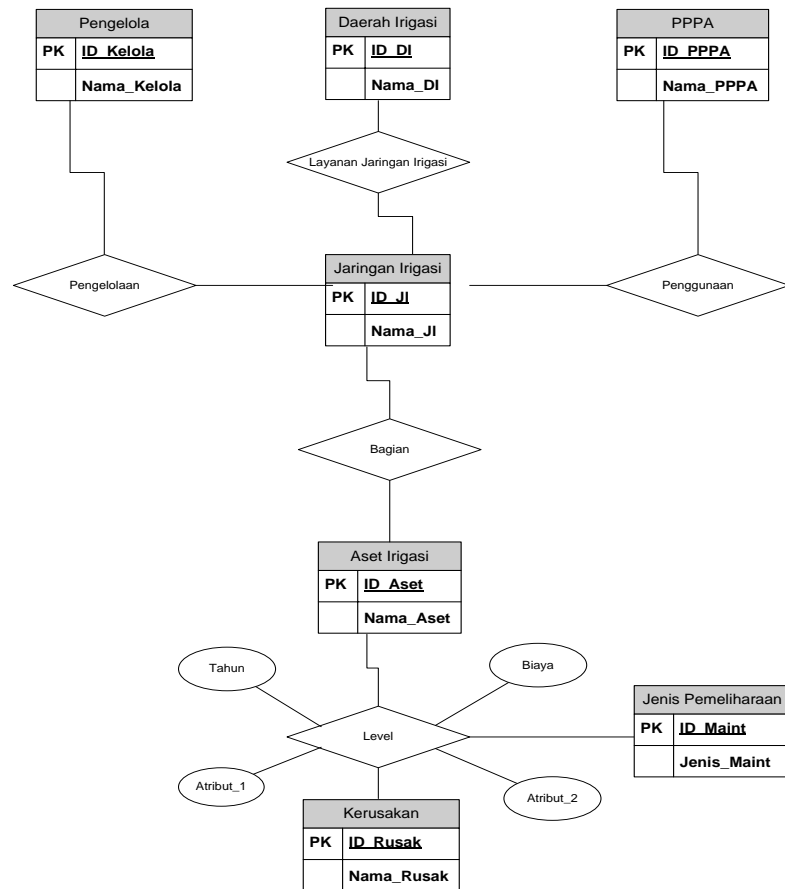 Pengelola
PK ID_Kelola
Nama_Kelola
Daerah Irigasi
PK ID_DI
Nama_DI
PPPA
PK ID_PPPA
Nama_PPPA
Layanan Jaringan Irigasi
Pengelolaan
Jaringan Irigasi
PK ID_JI
Nama_JI
Penggunaan
Bagian
Aset Irigasi
PK ID_Aset
Nama_Aset
Tahun
Biaya
Level
Jenis Pemeliharaan
PK ID_Maint
Jenis_Maint
Atribut_1
Atribut_2
Kerusakan
PK ID_Rusak
Nama_Rusak